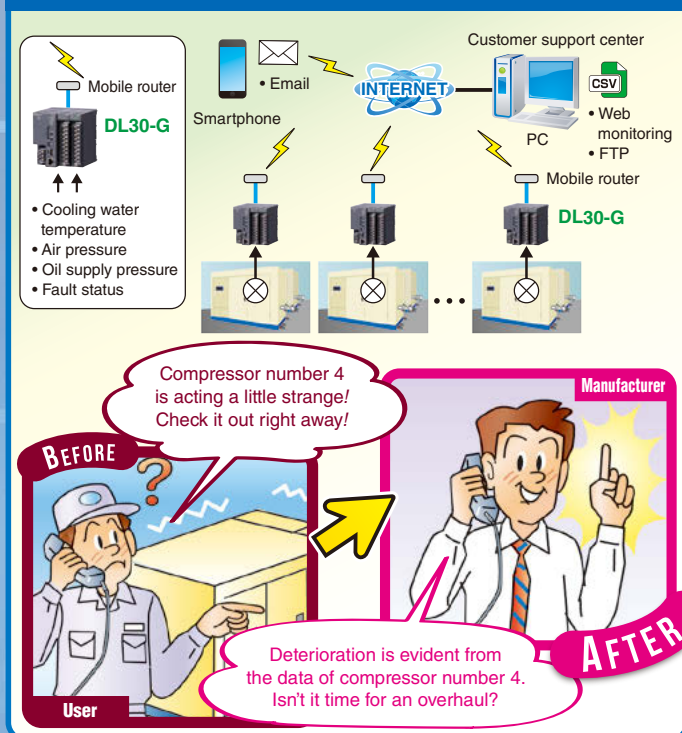 Mobile router
DL30-G
• Cooling water
temperature
• Air pressure
• Oil supply pressure
• Fault status
• Email
Smartphone
INTERNET
Customer support center
CSV
PC
• Web
monitoring
• FTP
Mobile router
DL30-G
Compressor number 4
is acting a little strange!
Check it out right away!
BEFORE
?
User
Manufacturer
Deterioration is evident from
the data of compressor number 4.
Isn't it time for an overhaul?
AFTER